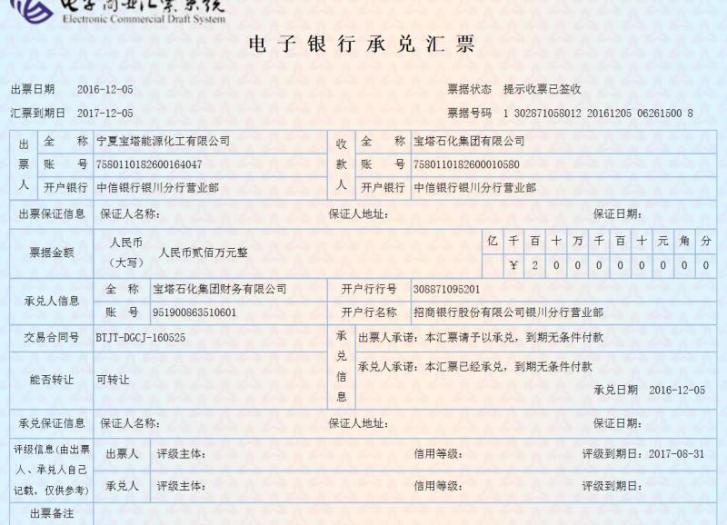 电子商业汇票系统
Electronic Commercial Draft System
电子银行承兑汇票
出票日期 2016-12-05 票据状态 提示收票已签收
汇票到期日 2017-12-05 票据号码 1 302871058012 20161205 06261500 8
出票人 全称 宁夏宝塔能源化工有限公司 收款人 全称 宝塔石化集团有限公司
账号 7580110182600164047 账号 7580110182600010580
开户银行 中信银行银川分行营业部 开户银行 中信银行银川分行营业部
出票保证信息 保证人名称: 保证人地址: 保证日期:
票据金额 人民币(大写) 人民币贰佰万元整 亿 千 百 十 万 千 百 十 元 角 分
¥ 2 0 0 0 0 0 0 0 0
承兑人信息 全称 宝塔石化集团财务有限公司 开户行行号 308871095201
账号 951900863510601 开户行名称 招商银行股份有限公司银川分行营业部
交易合同号 BTJT-DGCJ-160525 承兑信息 出票人承诺: 本汇票请予以承兑, 到期无条件付款
能否转让 可转让 承兑人承诺: 本汇票已经承兑, 到期无条件付款
承兑日期 2016-12-05
承兑保证信息 保证人名称: 保证人地址: 保证日期:
评级信息(由出票人、承兑人自己记载, 仅供参考) 出票人 评级主体: 信用等级: 评级到期日: 2017-08-31
承兑人 评级主体: 信用等级: 评级到期日:
出票备注